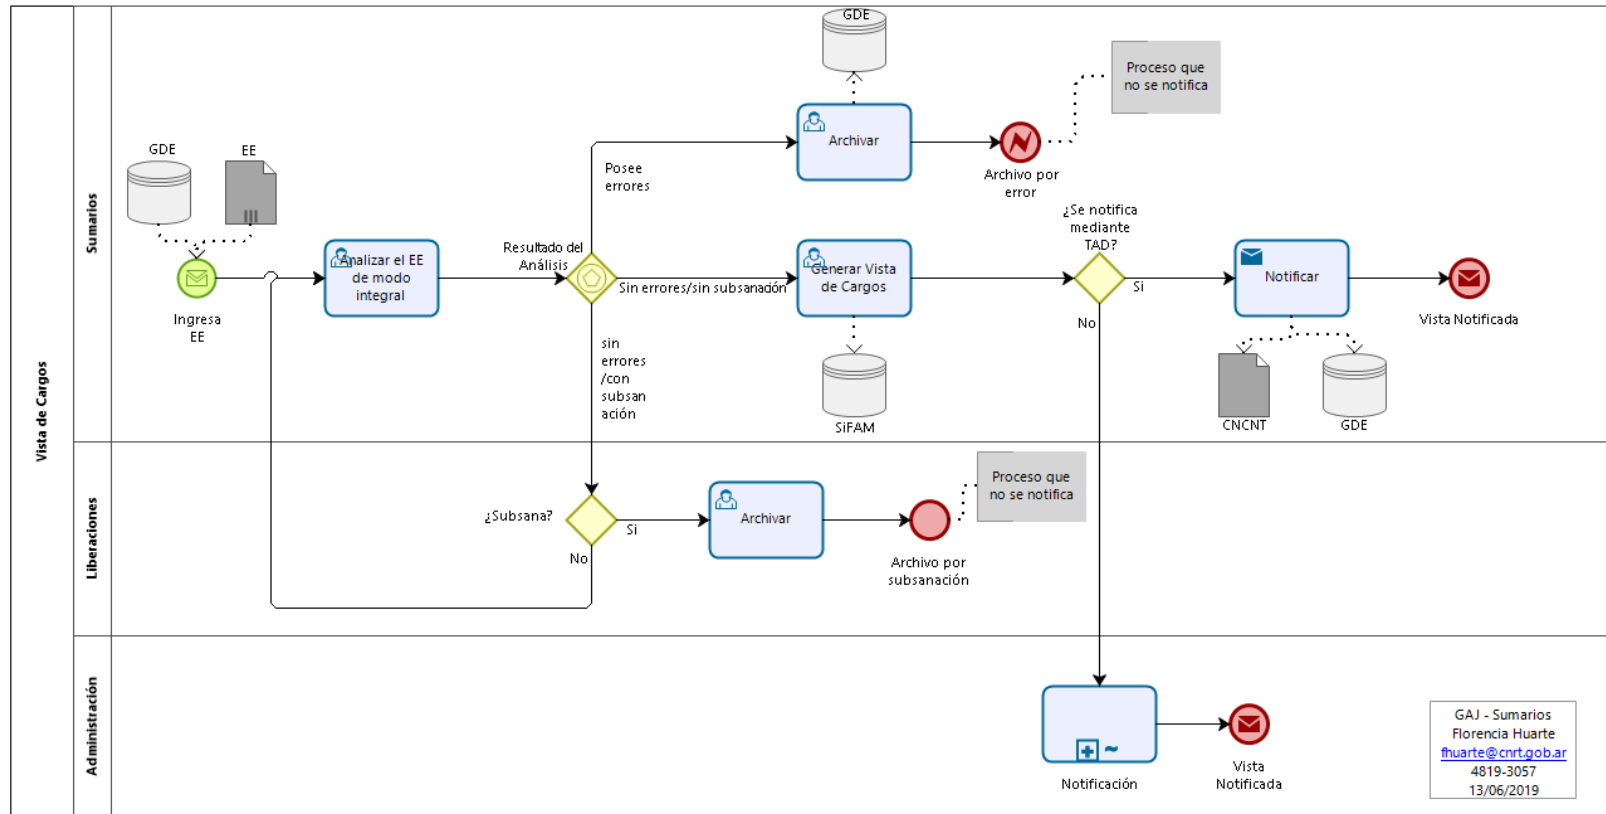 Vista de Cargos
Sumarios
GDE
EE
Ingresa
EE
Analizar el EE
de modo
integral
Resultado del
Análisis
Posee
errores
GDE
Archivar
Archivo por
error
Proceso que
no se notifica
Sin errores/sin subsanación
Generar Vista
de Cargos
SiFAM
¿Se notifica
mediante
TAD?
Si
No
Notificar
CNCNT
GDE
Vista Notificada
sin
errores
/con
subsan
ación
Liberaciones
¿Subsana?
Si
No
Archivar
Archivo por
subsanación
Proceso que
no se notifica
Administración
Notificación
Vista
Notificada
GAJ - Sumarios
Florencia Huarte
fhuarte@cnrt.gob.ar
4819-3057
13/06/2019